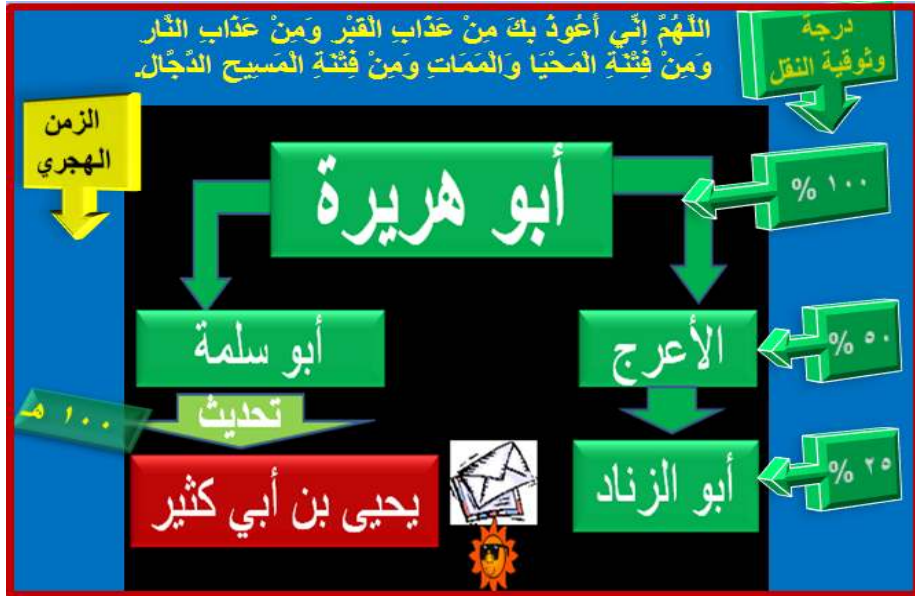 اللَّهُمَّ إِنِّي أَعُوذُ بِكَ مِنْ عَذَابِ الْقَبْرِ وَمِنْ عَذَابِ النَّارِ
وَمِنْ فِتْنَةِ الْمَحْيَا وَالْمَمَاتِ وَمِنْ فِتْنَةِ الْمَسِيحِ الدَّجَّالِ.
درجة
وثوقية النقل
الزمن
الهجري
أبو هريرة
١٠٠ %
الأعرج
أبو سلمة
٥٠ %
تحديث
١٠٠ هـ
أبو الزناد
يحيى بن أبي كثير
٢٥ %